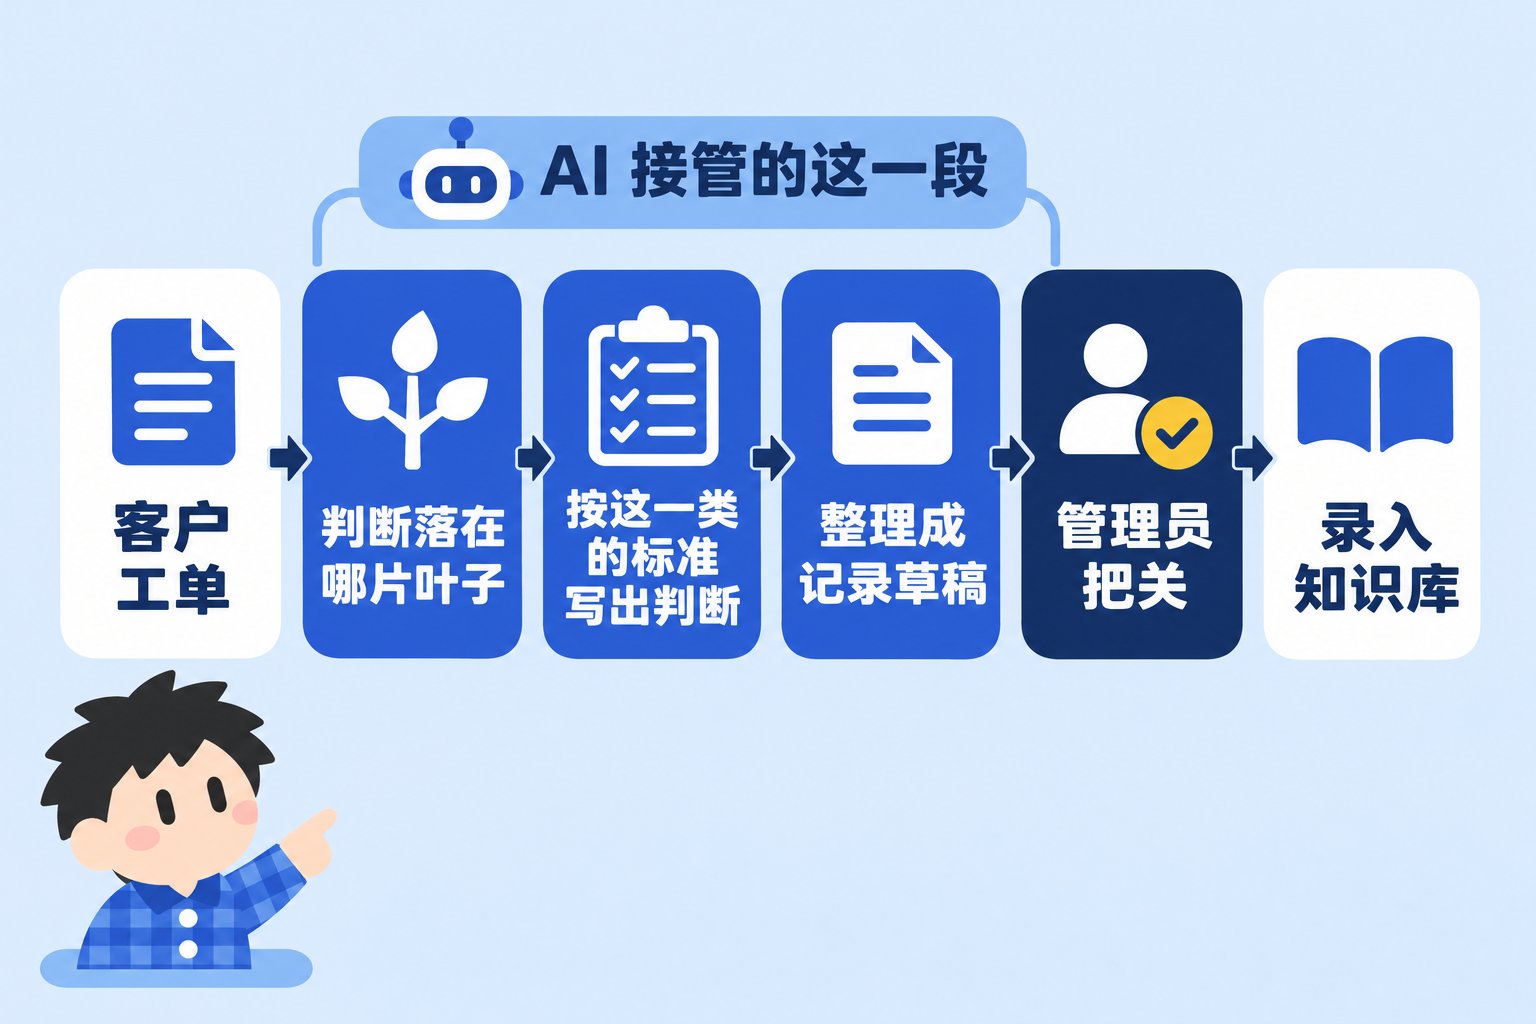 AI 接管的这一段
客户
工单
判断落在
哪片叶子
按这一类
的标准
写出判断
整理成
记录草稿
管理员
把关
录入
知识库